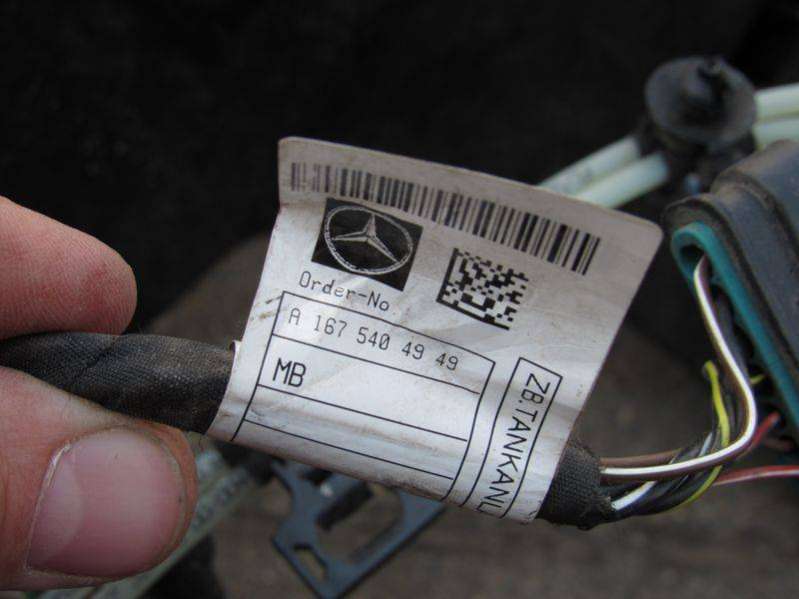 Order-No.
A 167 540 49 49
MB
ZB.TANKANL